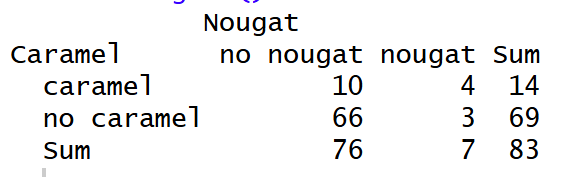 Nougat
Caramel no nougat nougat Sum
caramel 10 4 14
no caramel 66 3 69
Sum 76 7 83